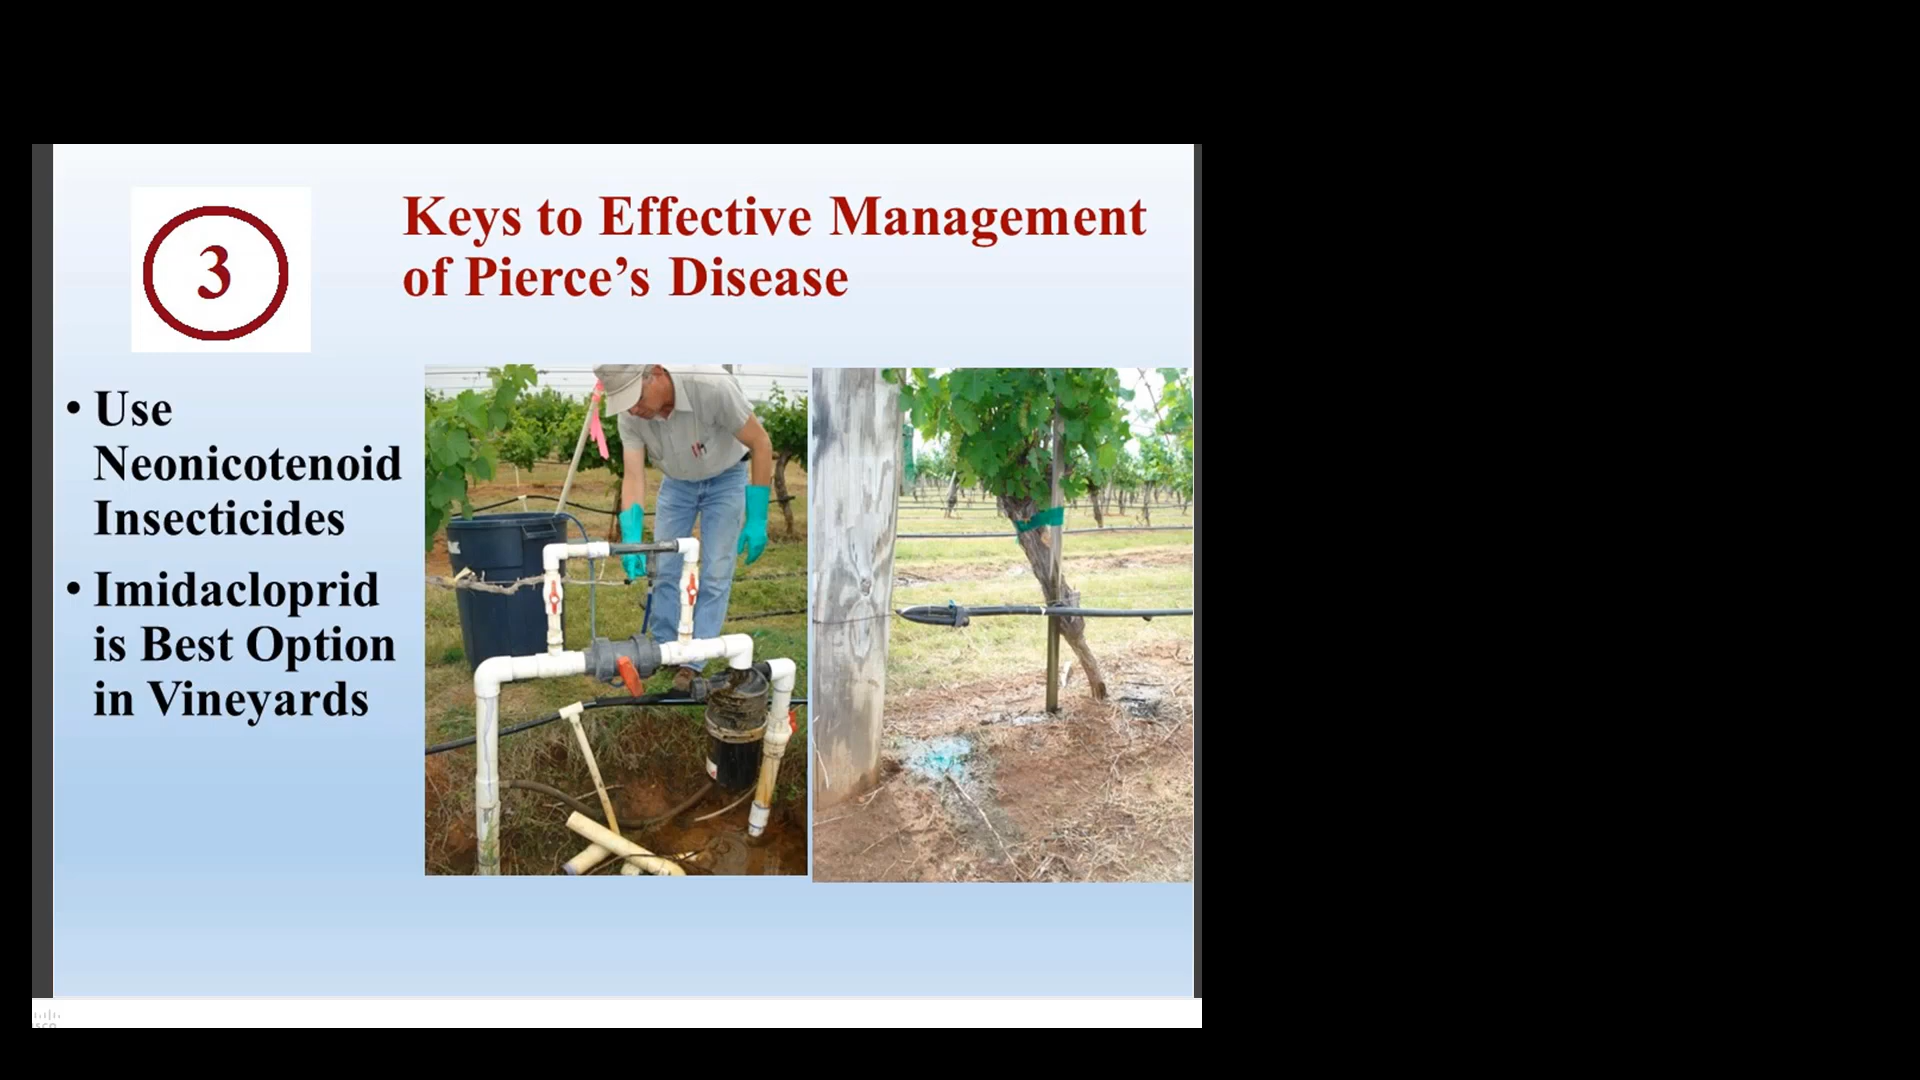 3
Keys to Effective Management
of Pierce’s Disease
• Use
Neonicotenoid
Insecticides
• Imidacloprid
is Best Option
in Vineyards